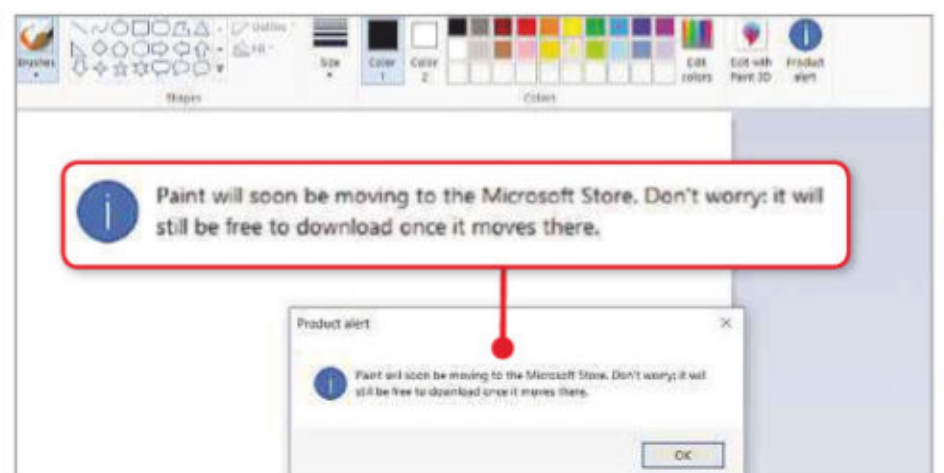 Brushes
Outline
Fill
Size
Color 1
Color 2
Edit colors
Edit with Paint 3D
Product alert
Shapes
Colors
Paint will soon be moving to the Microsoft Store. Don't worry: it will
still be free to download once it moves there.
Product alert
Paint will soon be moving to the Microsoft Store. Don't worry: it will
still be free to download once it moves there.
OK